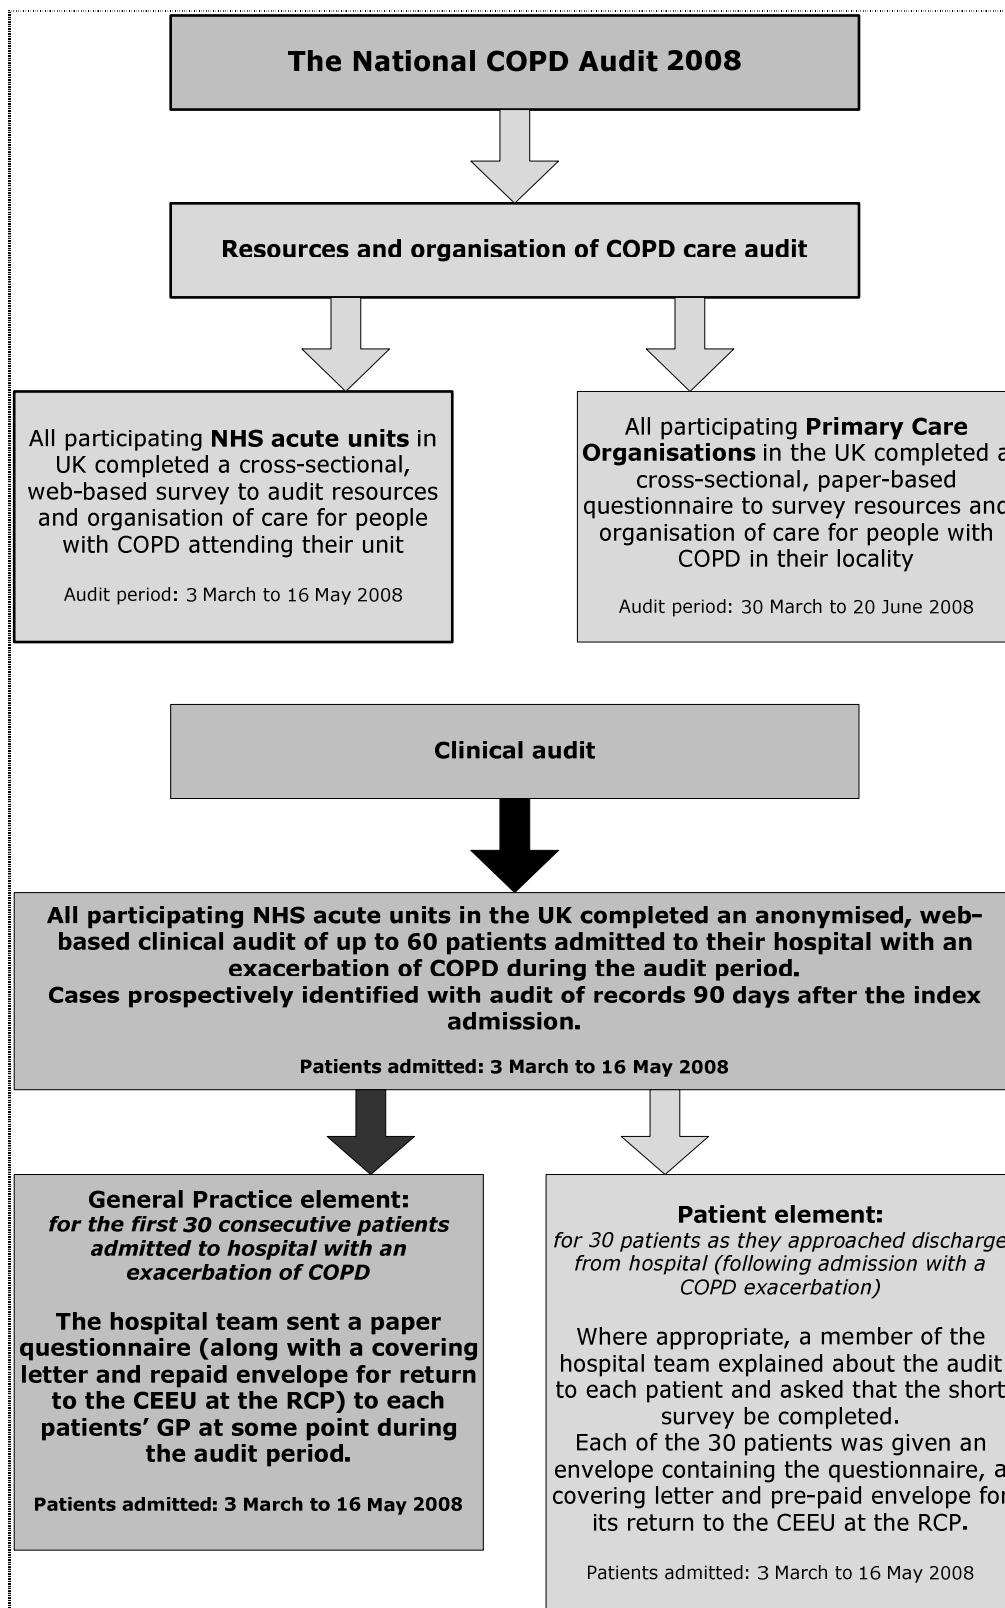 The National COPD Audit 2008
Resources and organisation of COPD care audit
All participating NHS acute units in
UK completed a cross-sectional,
web-based survey to audit resources
and organisation of care for people
with COPD attending their unit
Audit period: 3 March to 16 May 2008
All participating Primary Care
Organisations in the UK completed a
cross-sectional, paper-based
questionnaire to survey resources and
organisation of care for people with
COPD in their locality
Audit period: 30 March to 20 June 2008
Clinical audit
All participating NHS acute units in the UK completed an anonymised, web-
based clinical audit of up to 60 patients admitted to their hospital with an
exacerbation of COPD during the audit period.
Cases prospectively identified with audit of records 90 days after the index
admission.
Patients admitted: 3 March to 16 May 2008
General Practice element:
for the first 30 consecutive patients
admitted to hospital with an
exacerbation of COPD
The hospital team sent a paper
questionnaire (along with a covering
letter and repaid envelope for return
to the CEEU at the RCP) to each
patients’ GP at some point during
the audit period.
Patients admitted: 3 March to 16 May 2008
Patient element:
for 30 patients as they approached discharge
from hospital (following admission with a
COPD exacerbation)
Where appropriate, a member of the
hospital team explained about the audit
to each patient and asked that the short
survey be completed.
Each of the 30 patients was given an
envelope containing the questionnaire, a
covering letter and pre-paid envelope for
its return to the CEEU at the RCP.
Patients admitted: 3 March to 16 May 2008